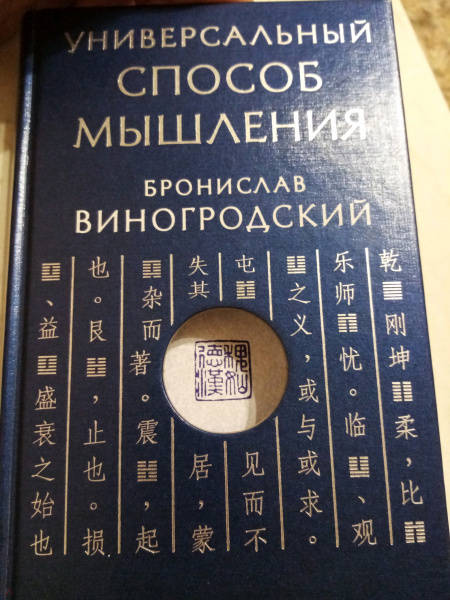 УНИВЕРСАЛЬНЫЙ
СПОСОБ
МЫШЛЕНИЯ
БРОНИСЛАВ
ВИНОГРОДСКИЙ
乾䷀刚坤䷁柔，比䷇
乐师䷆忧。临䷒、观
䷓之义，或与或求。
屯䷂见而不
失其居，蒙
䷃杂而著。震䷲，起
也。艮䷳，止也。损
䷨、益䷩盛衰之始也